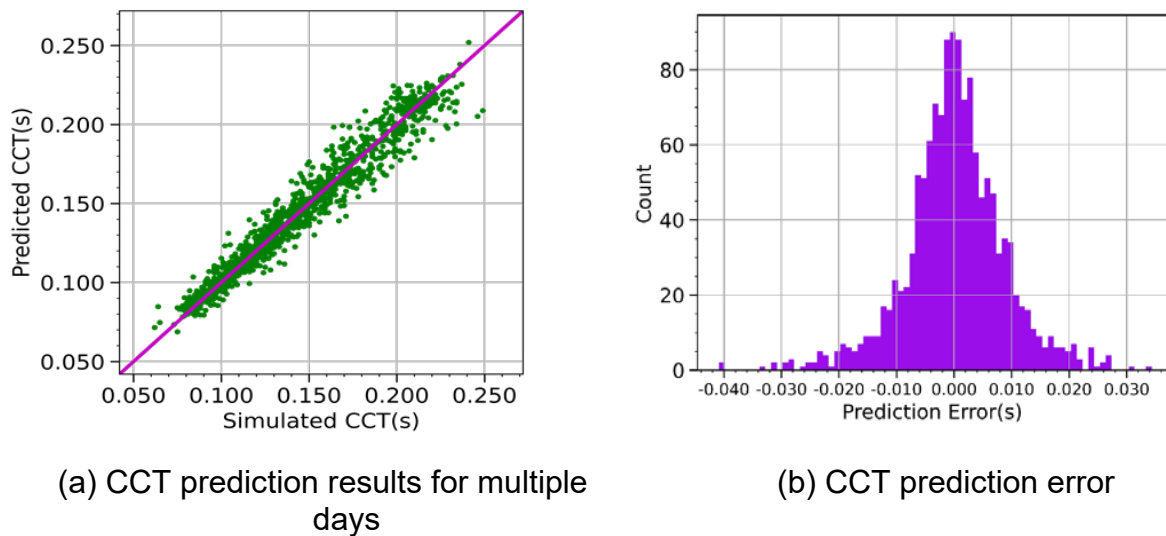 0.250
0.200
0.150
0.100
0.050
Predicted CCT(s)
0.050 0.100 0.150 0.200 0.250
Simulated CCT(s)
80
60
40
20
0
Count
-0.040 -0.030 -0.020 -0.010 0.000 0.010 0.020 0.030
Prediction Error(s)
(a) CCT prediction results for multiple
days
(b) CCT prediction error